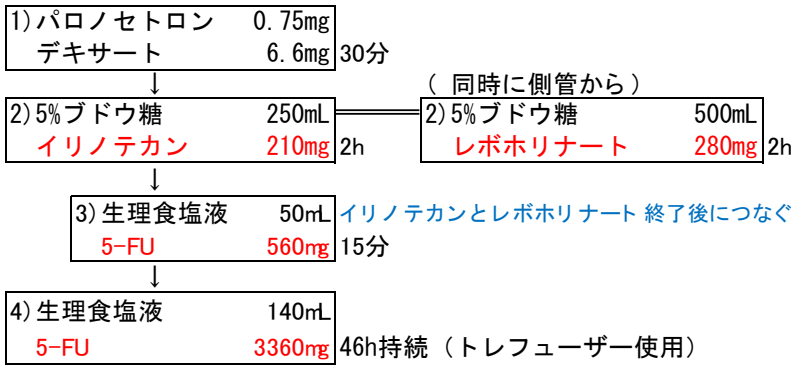 1)パロノセトロン 0.75mg
デキサート 6.6mg 30分
↓
( 同時に側管から)
2)5%ブドウ糖 250mL
イリノテカン 210mg 2h
2)5%ブドウ糖 500mL
レボホリナート 280mg 2h
↓
3)生理食塩液 50mL イリノテカンとレボホリナート 終了後につなぐ
5-FU 560mg 15分
↓
4)生理食塩液 140mL
5-FU 3360mg 46h持続(トレフューザー使用)